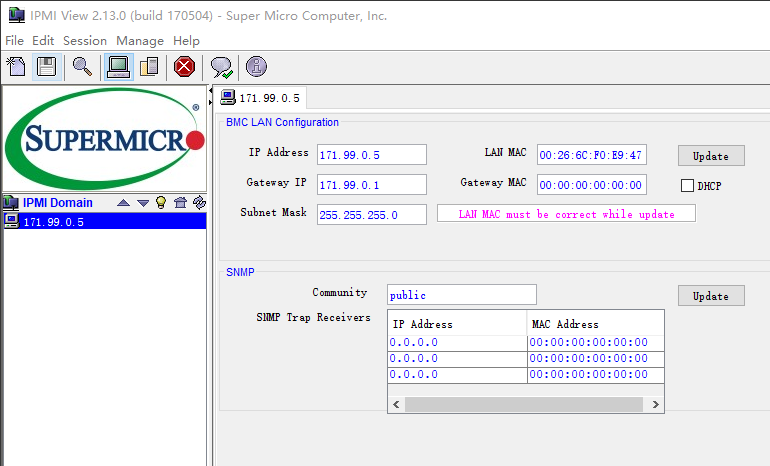 IPMI View 2.13.0 (build 170504) - Super Micro Computer, Inc.
File Edit Session Manage Help
SUPERMICRO®
171.99.0.5
BMC LAN Configuration
IP Address 171.99.0.5 LAN MAC 00:26:6C:F0:E9:47 Update
Gateway IP 171.99.0.1 Gateway MAC 00:00:00:00:00:00 DHCP
Subnet Mask 255.255.255.0 LAN MAC must be correct while update
IPMI Domain
171.99.0.5
SNMP
Community public Update
SNMP Trap Receivers
IP Address MAC Address
0.0.0.0 00:00:00:00:00:00
0.0.0.0 00:00:00:00:00:00
0.0.0.0 00:00:00:00:00:00